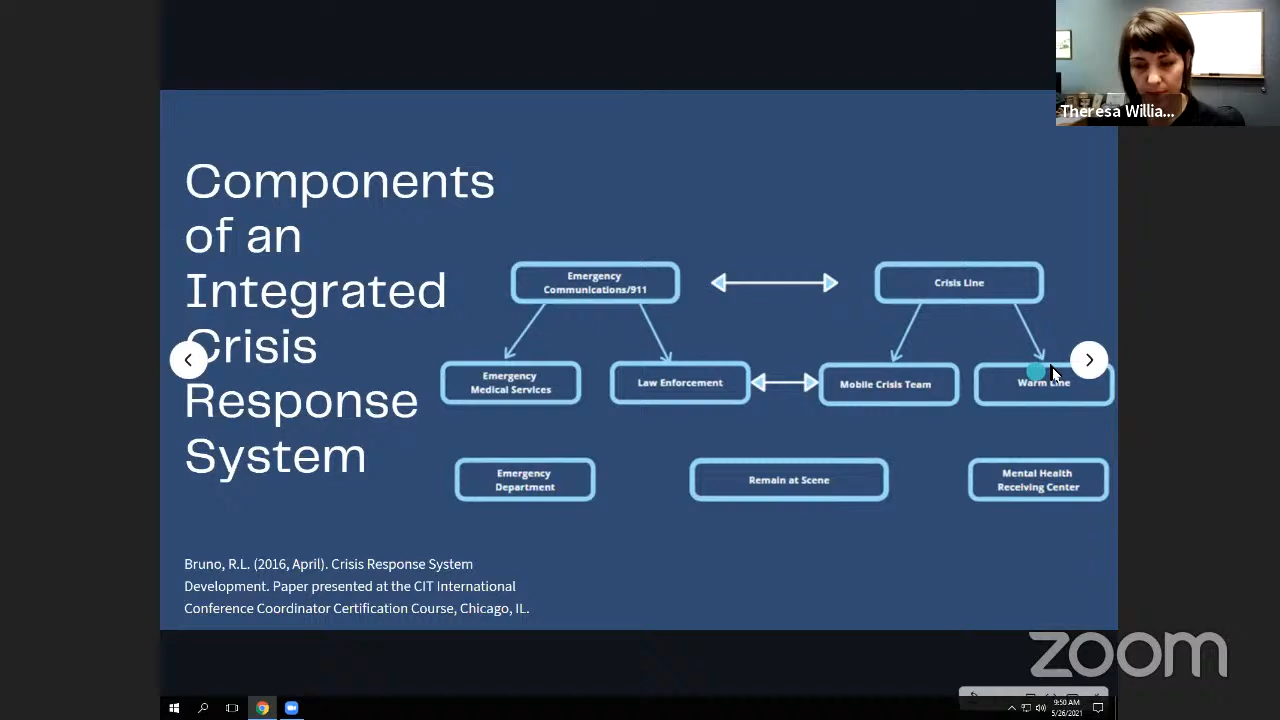 Theresa Willia...
Components
of an
Integrated
Crisis
Response
System
Emergency
Communications/911
Crisis Line
Emergency
Medical Services
Law Enforcement
Mobile Crisis Team
Warm Line
Emergency
Department
Remain at Scene
Mental Health
Receiving Center
Bruno, R.L. (2016, April). Crisis Response System
Development. Paper presented at the CIT International
Conference Coordinator Certification Course, Chicago, IL.
zoom
9:50 AM
5/26/2021